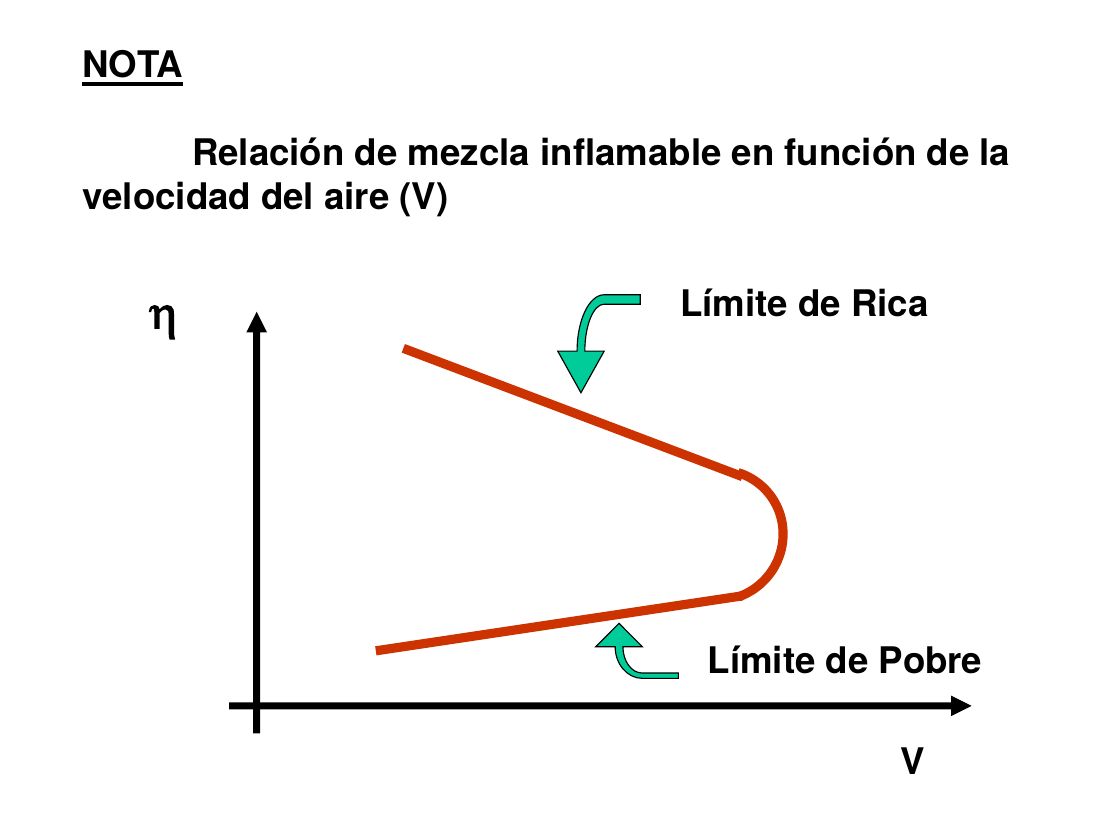 NOTA
Relación de mezcla inflamable en función de la
velocidad del aire (V)
η
Límite de Rica
Límite de Pobre
V